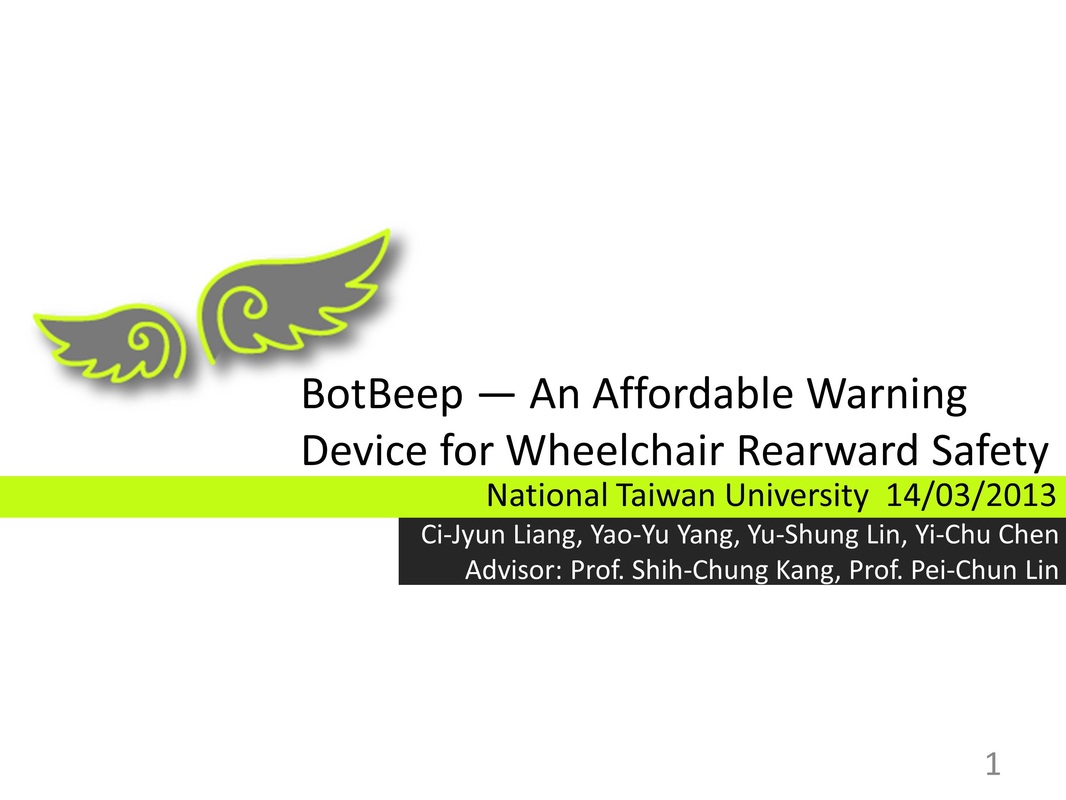 BotBeep — An Affordable Warning
Device for Wheelchair Rearward Safety
National Taiwan University  14/03/2013
Ci-Jyun Liang, Yao-Yu Yang, Yu-Shung Lin, Yi-Chu Chen
Advisor: Prof. Shih-Chung Kang, Prof. Pei-Chun Lin
1